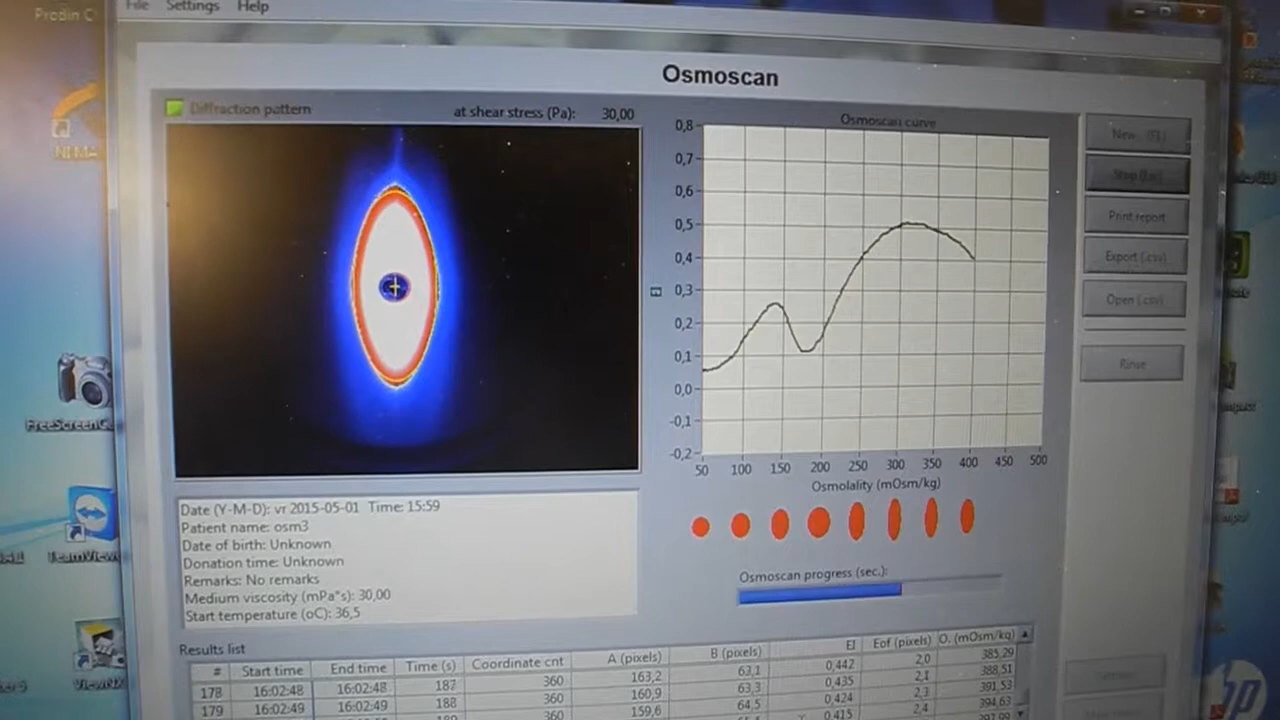 Prodin C
File Settings Help
Osmoscan
Diffraction pattern at shear stress (Pa): 30,00
Osmoscan curve
0,8
0,7
0,6
0,5
0,4
0,3
0,2
0,1
0,0
-0,1
-0,2
EI
50 100 150 200 250 300 350 400 450 500
Osmolality (mOsm/kg)
Print report
Export (.csv)
Open (.csv)
Rinse
Date (Y-M-D): vr 2015-05-01 Time: 15:59
Patient name: osm3
Date of birth: Unknown
Donation time: Unknown
Remarks: No remarks
Medium viscosity (mPa*s): 30,00
Start temperature (oC): 36,5
Osmoscan progress (sec.):
Results list
# Start time End time Time (s) Coordinate cnt A (pixels) B (pixels) EI Eof (pixels) O. (mOsm/kg)
178 16:02:48 16:02:48 187 360 163,2 63,1 0,442 2,0 385,29
179 16:02:49 16:02:49 188 360 160,9 63,3 0,435 2,1 388,51
360 159,6 64,5 0,424 2,3 391,53
0,415 2,4 394,63
FreeScreenC
TeamView
ViewNX
hp